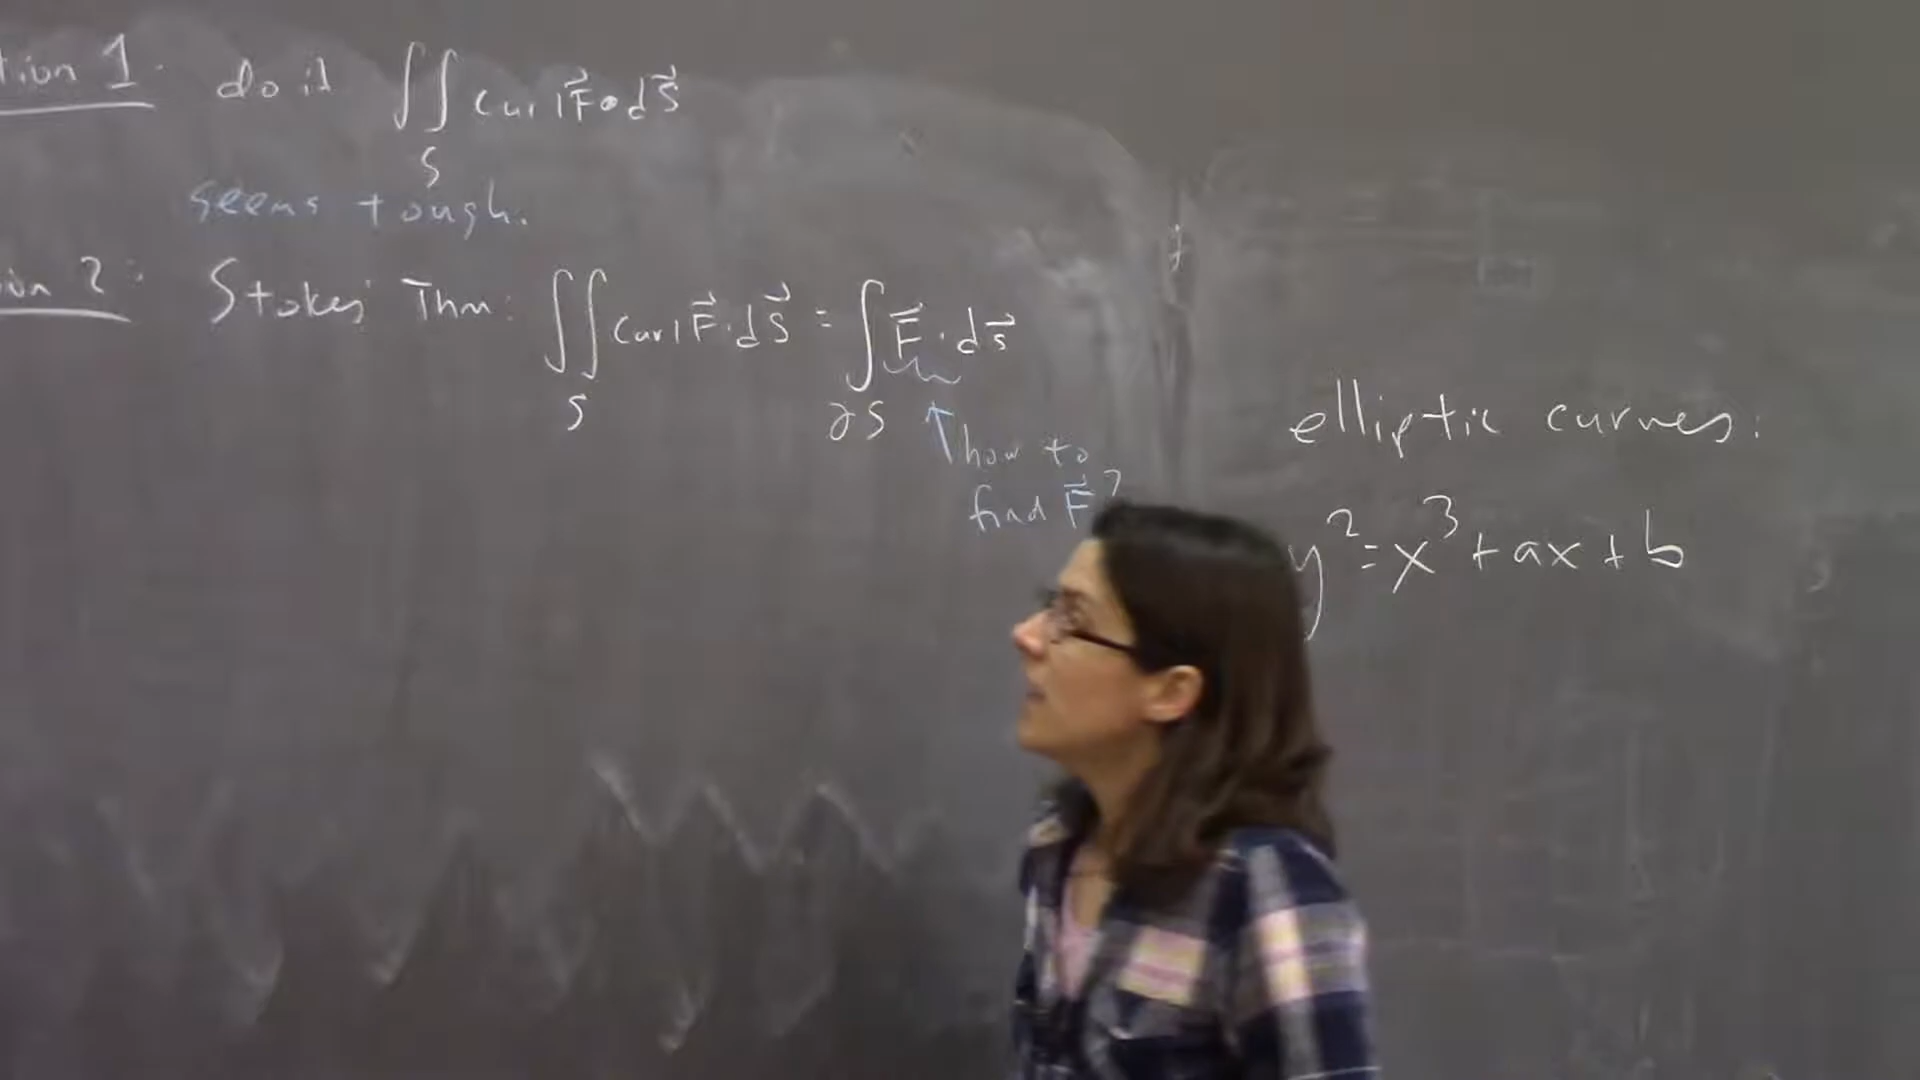 tion 1: do it ∬_S curl F⃗ • dS⃗
seems tough.
ion 2: Stokes' Thm: ∬_S curl F⃗ · dS⃗ = ∫_∂S F⃗ · ds⃗
how to
find F⃗?
elliptic curves:
y² = x³ + ax + b